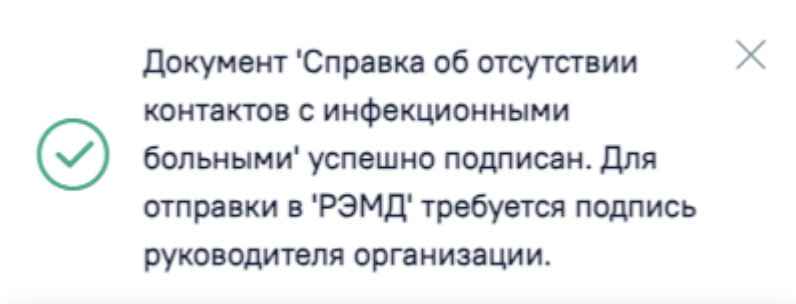 Документ 'Справка об отсутствии
контактов с инфекционными
больными' успешно подписан. Для
отправки в 'РЭМД' требуется подпись
руководителя организации.